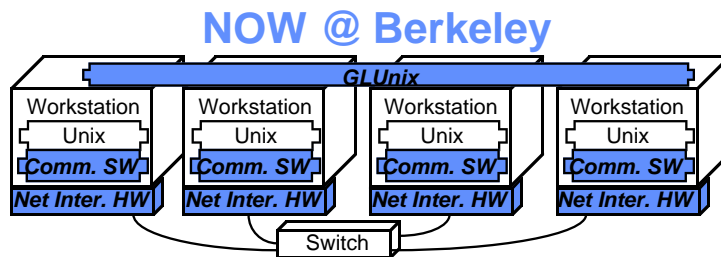 NOW @ Berkeley
GLUnix
Workstation Workstation Workstation Workstation
Unix Unix Unix Unix
Comm. SW Comm. SW Comm. SW Comm. SW
Net Inter. HW Net Inter. HW Net Inter. HW Net Inter. HW
Switch